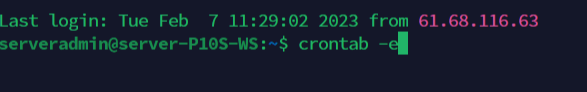 Last login: Tue Feb  7 11:29:02 2023 from 61.68.116.63
serveradmin@server-P10S-WS:~$ crontab -e